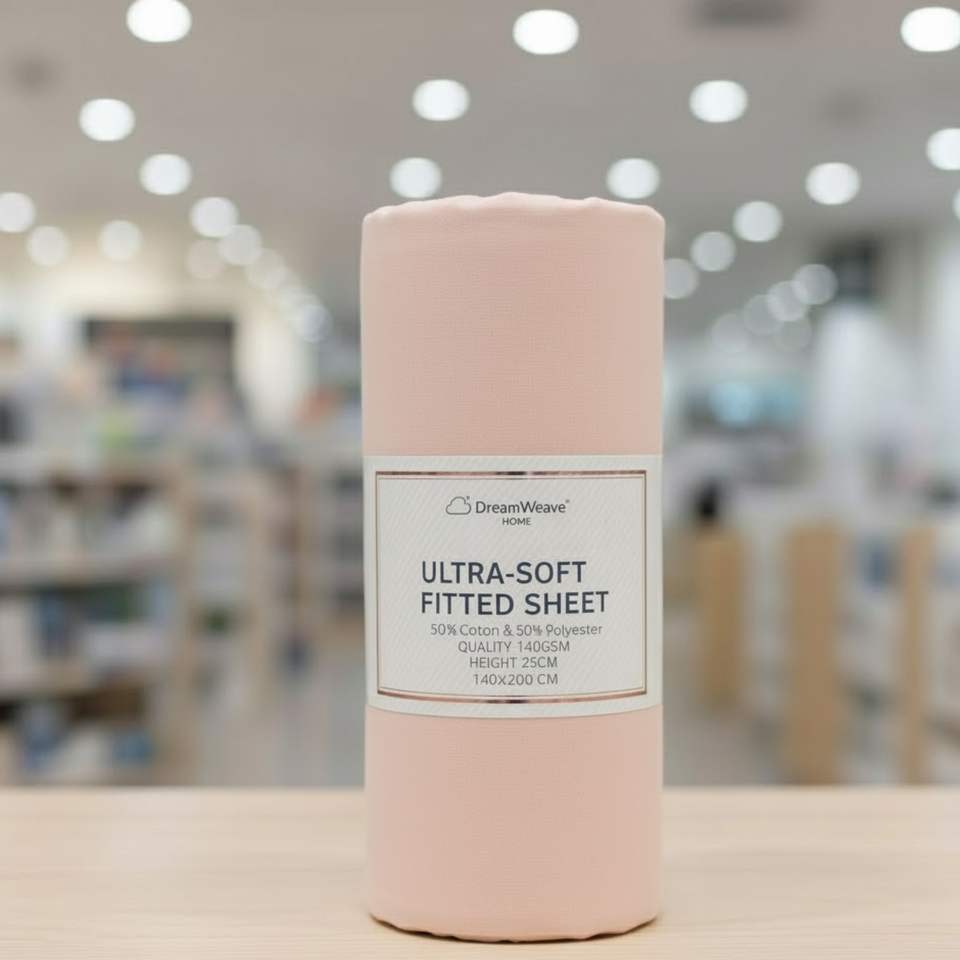 DreamWeave®
HOME
ULTRA-SOFT
FITTED SHEET
50% Coton & 50% Polyester
QUALITY 140GSM
HEIGHT 25CM
140X200 CM